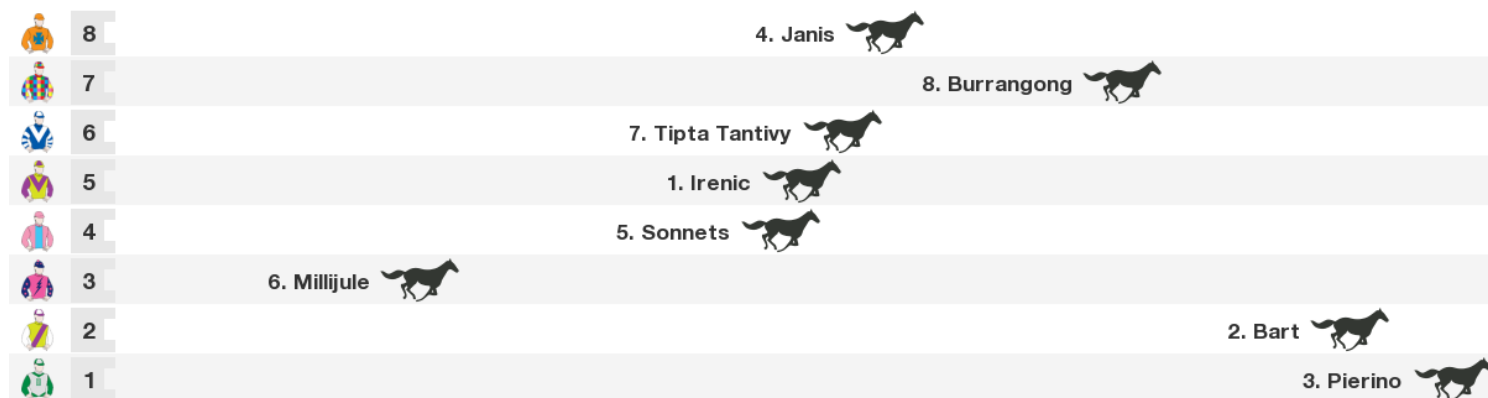 8 4. Janis
7 8. Burrangong
6 7. Tipta Tantivy
5 1. Irenic
4 5. Sonnets
3 6. Millijule
2 2. Bart
1 3. Pierino